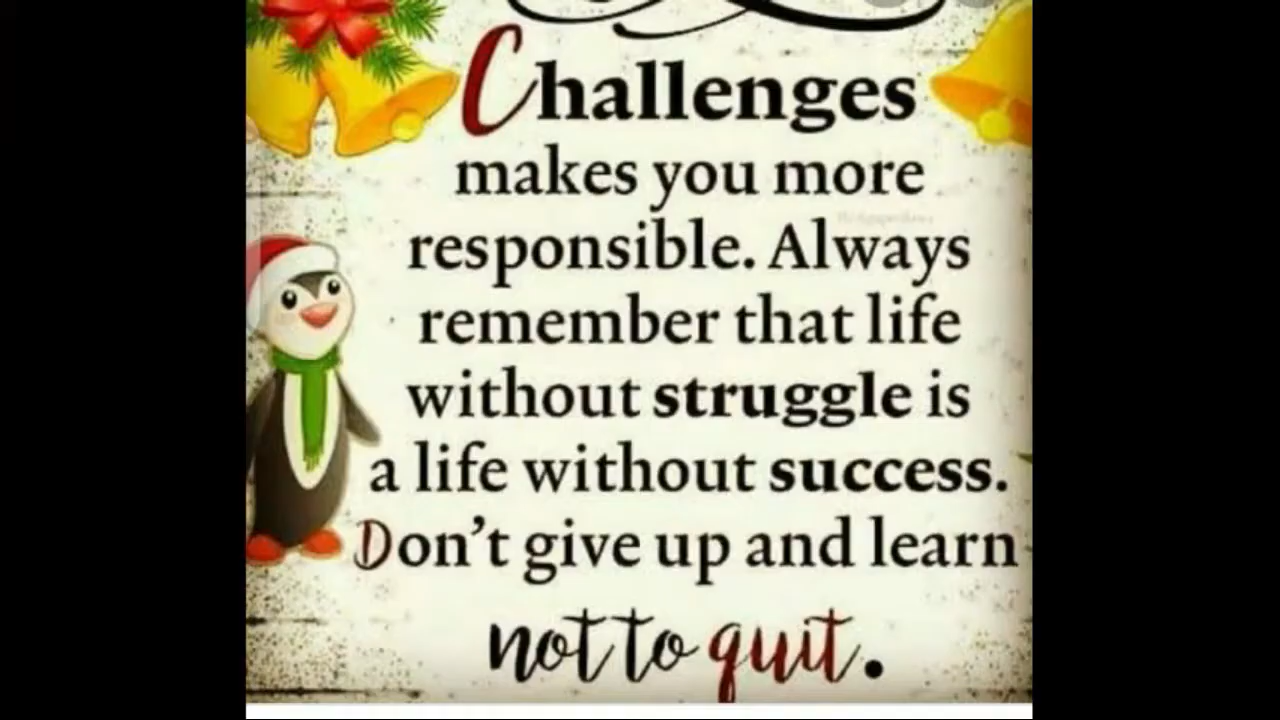 Challenges
makes you more
responsible. Always
remember that life
without struggle is
a life without success.
Don't give up and learn
not to quit.